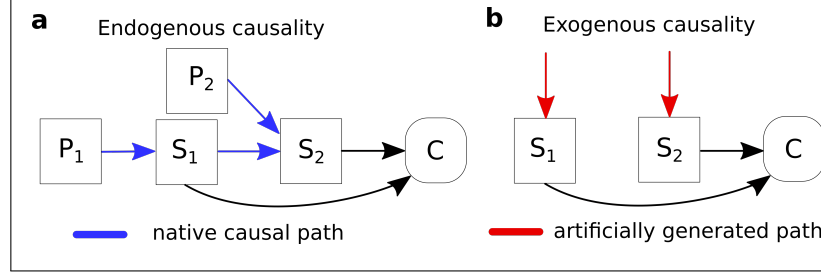 a
Endogenous causality
P2
P1
S1
S2
C
native causal path
b
Exogenous causality
S1
S2
C
artificially generated path